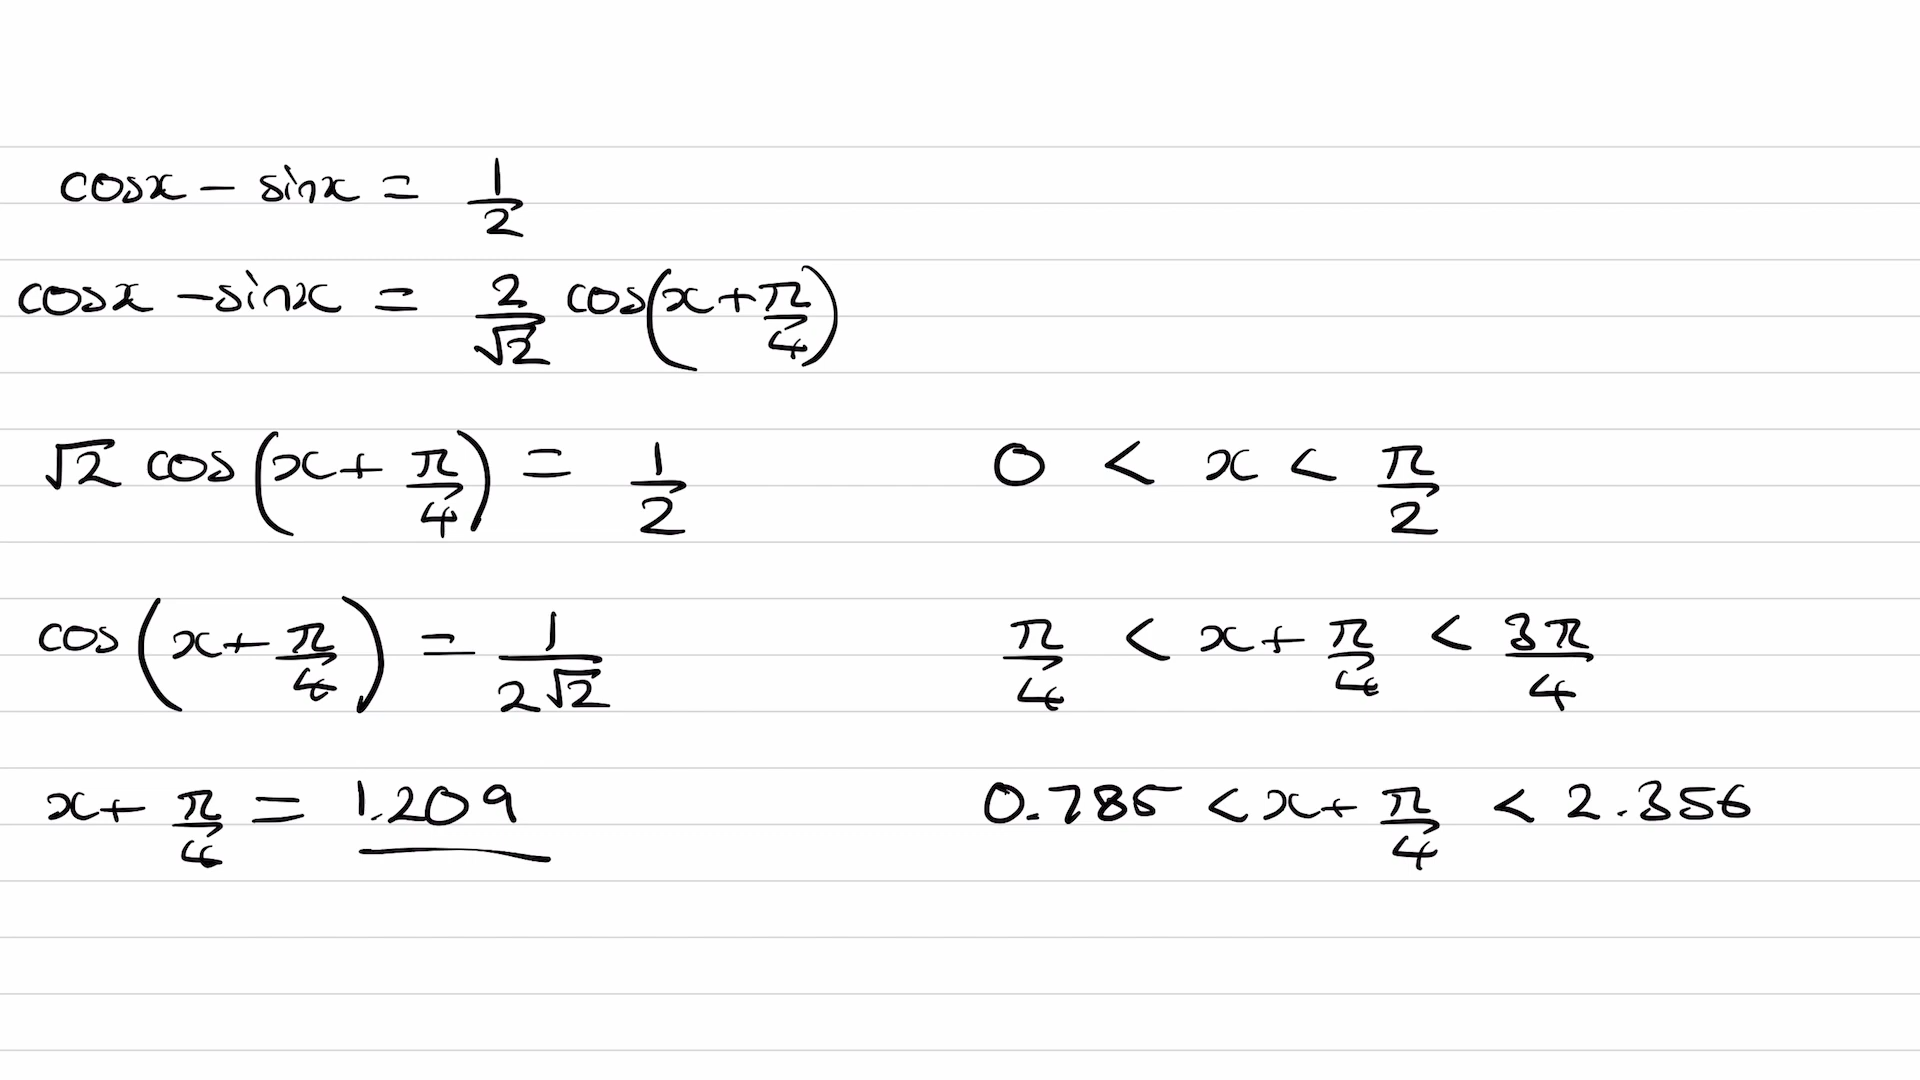 cosx - sinx = 1/2
cosx - sinx = 2/√2 cos(x + π/4)
√2 cos(x + π/4) = 1/2    0 < x < π/2
cos(x + π/4) = 1/(2√2)    π/4 < x + π/4 < 3π/4
x + π/4 = 1.209    0.785 < x + π/4 < 2.356